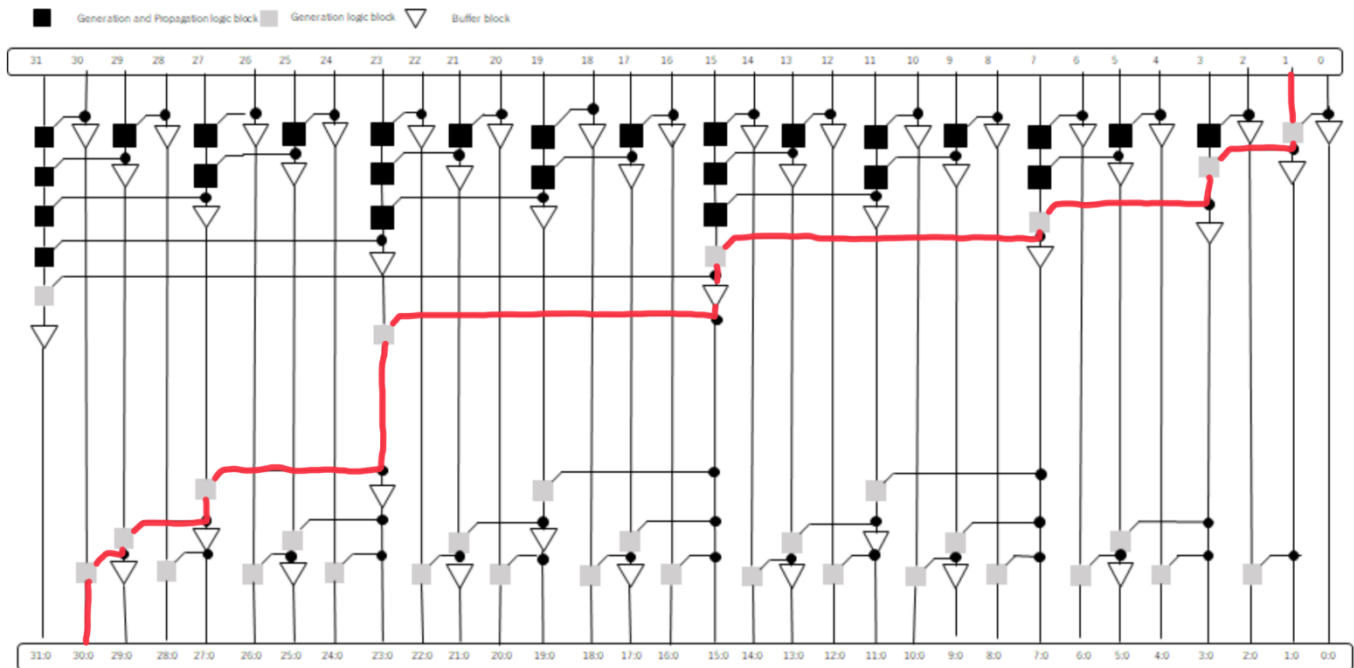 Generation and Propagation logic block Generation logic block Buffer block
31 30 29 28 27 26 25 24 23 22 21 20 19 18 17 16 15 14 13 12 11 10 9 8 7 6 5 4 3 2 1 0
31:0 30:0 29:0 28:0 27:0 26:0 25:0 24:0 23:0 22:0 21:0 20:0 19:0 18:0 17:0 16:0 15:0 14:0 13:0 12:0 11:0 10:0 9:0 8:0 7:0 6:0 5:0 4:0 3:0 2:0 1:0 0:0